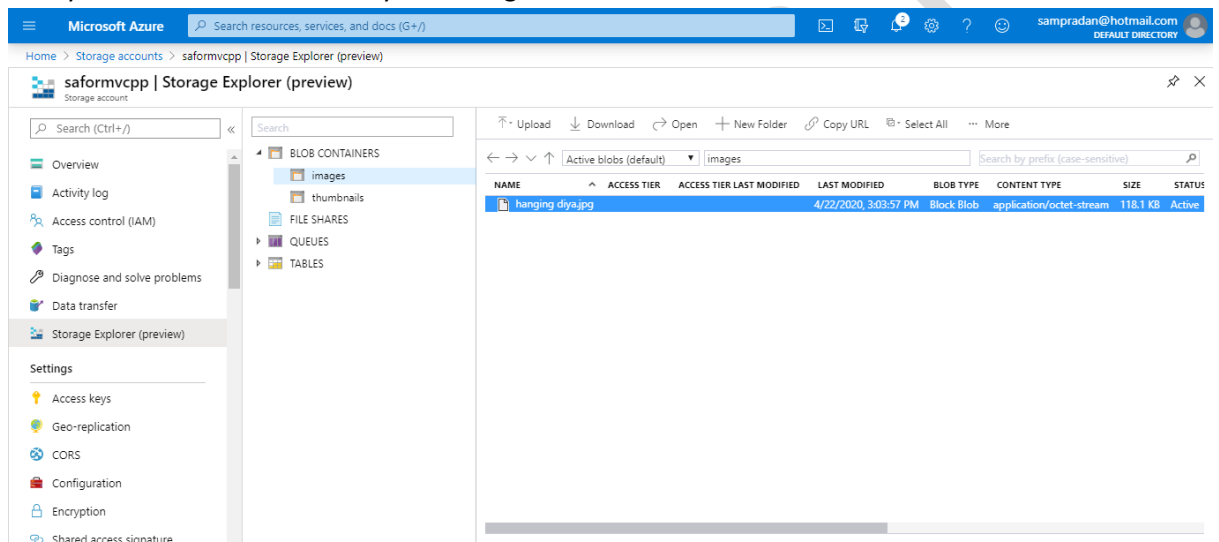 Microsoft Azure
Search resources, services, and docs (G+/)
2
sampradan@hotmail.com
DEFAULT DIRECTORY
Home > Storage accounts > saformvcpp | Storage Explorer (preview)
saformvcpp | Storage Explorer (preview)
Storage account
Search (Ctrl+/)
Overview
Activity log
Access control (IAM)
Tags
Diagnose and solve problems
Data transfer
Storage Explorer (preview)
Settings
Access keys
Geo-replication
CORS
Configuration
Encryption
Shared access signature
Search
BLOB CONTAINERS
images
thumbnails
FILE SHARES
QUEUES
TABLES
Upload Download Open New Folder Copy URL Select All More
Active blobs (default) images Search by prefix (case-sensitive)
NAME ACCESS TIER ACCESS TIER LAST MODIFIED LAST MODIFIED BLOB TYPE CONTENT TYPE SIZE STATUS
hanging diya.jpg 4/22/2020, 3:03:57 PM Block Blob application/octet-stream 118.1 KB Active